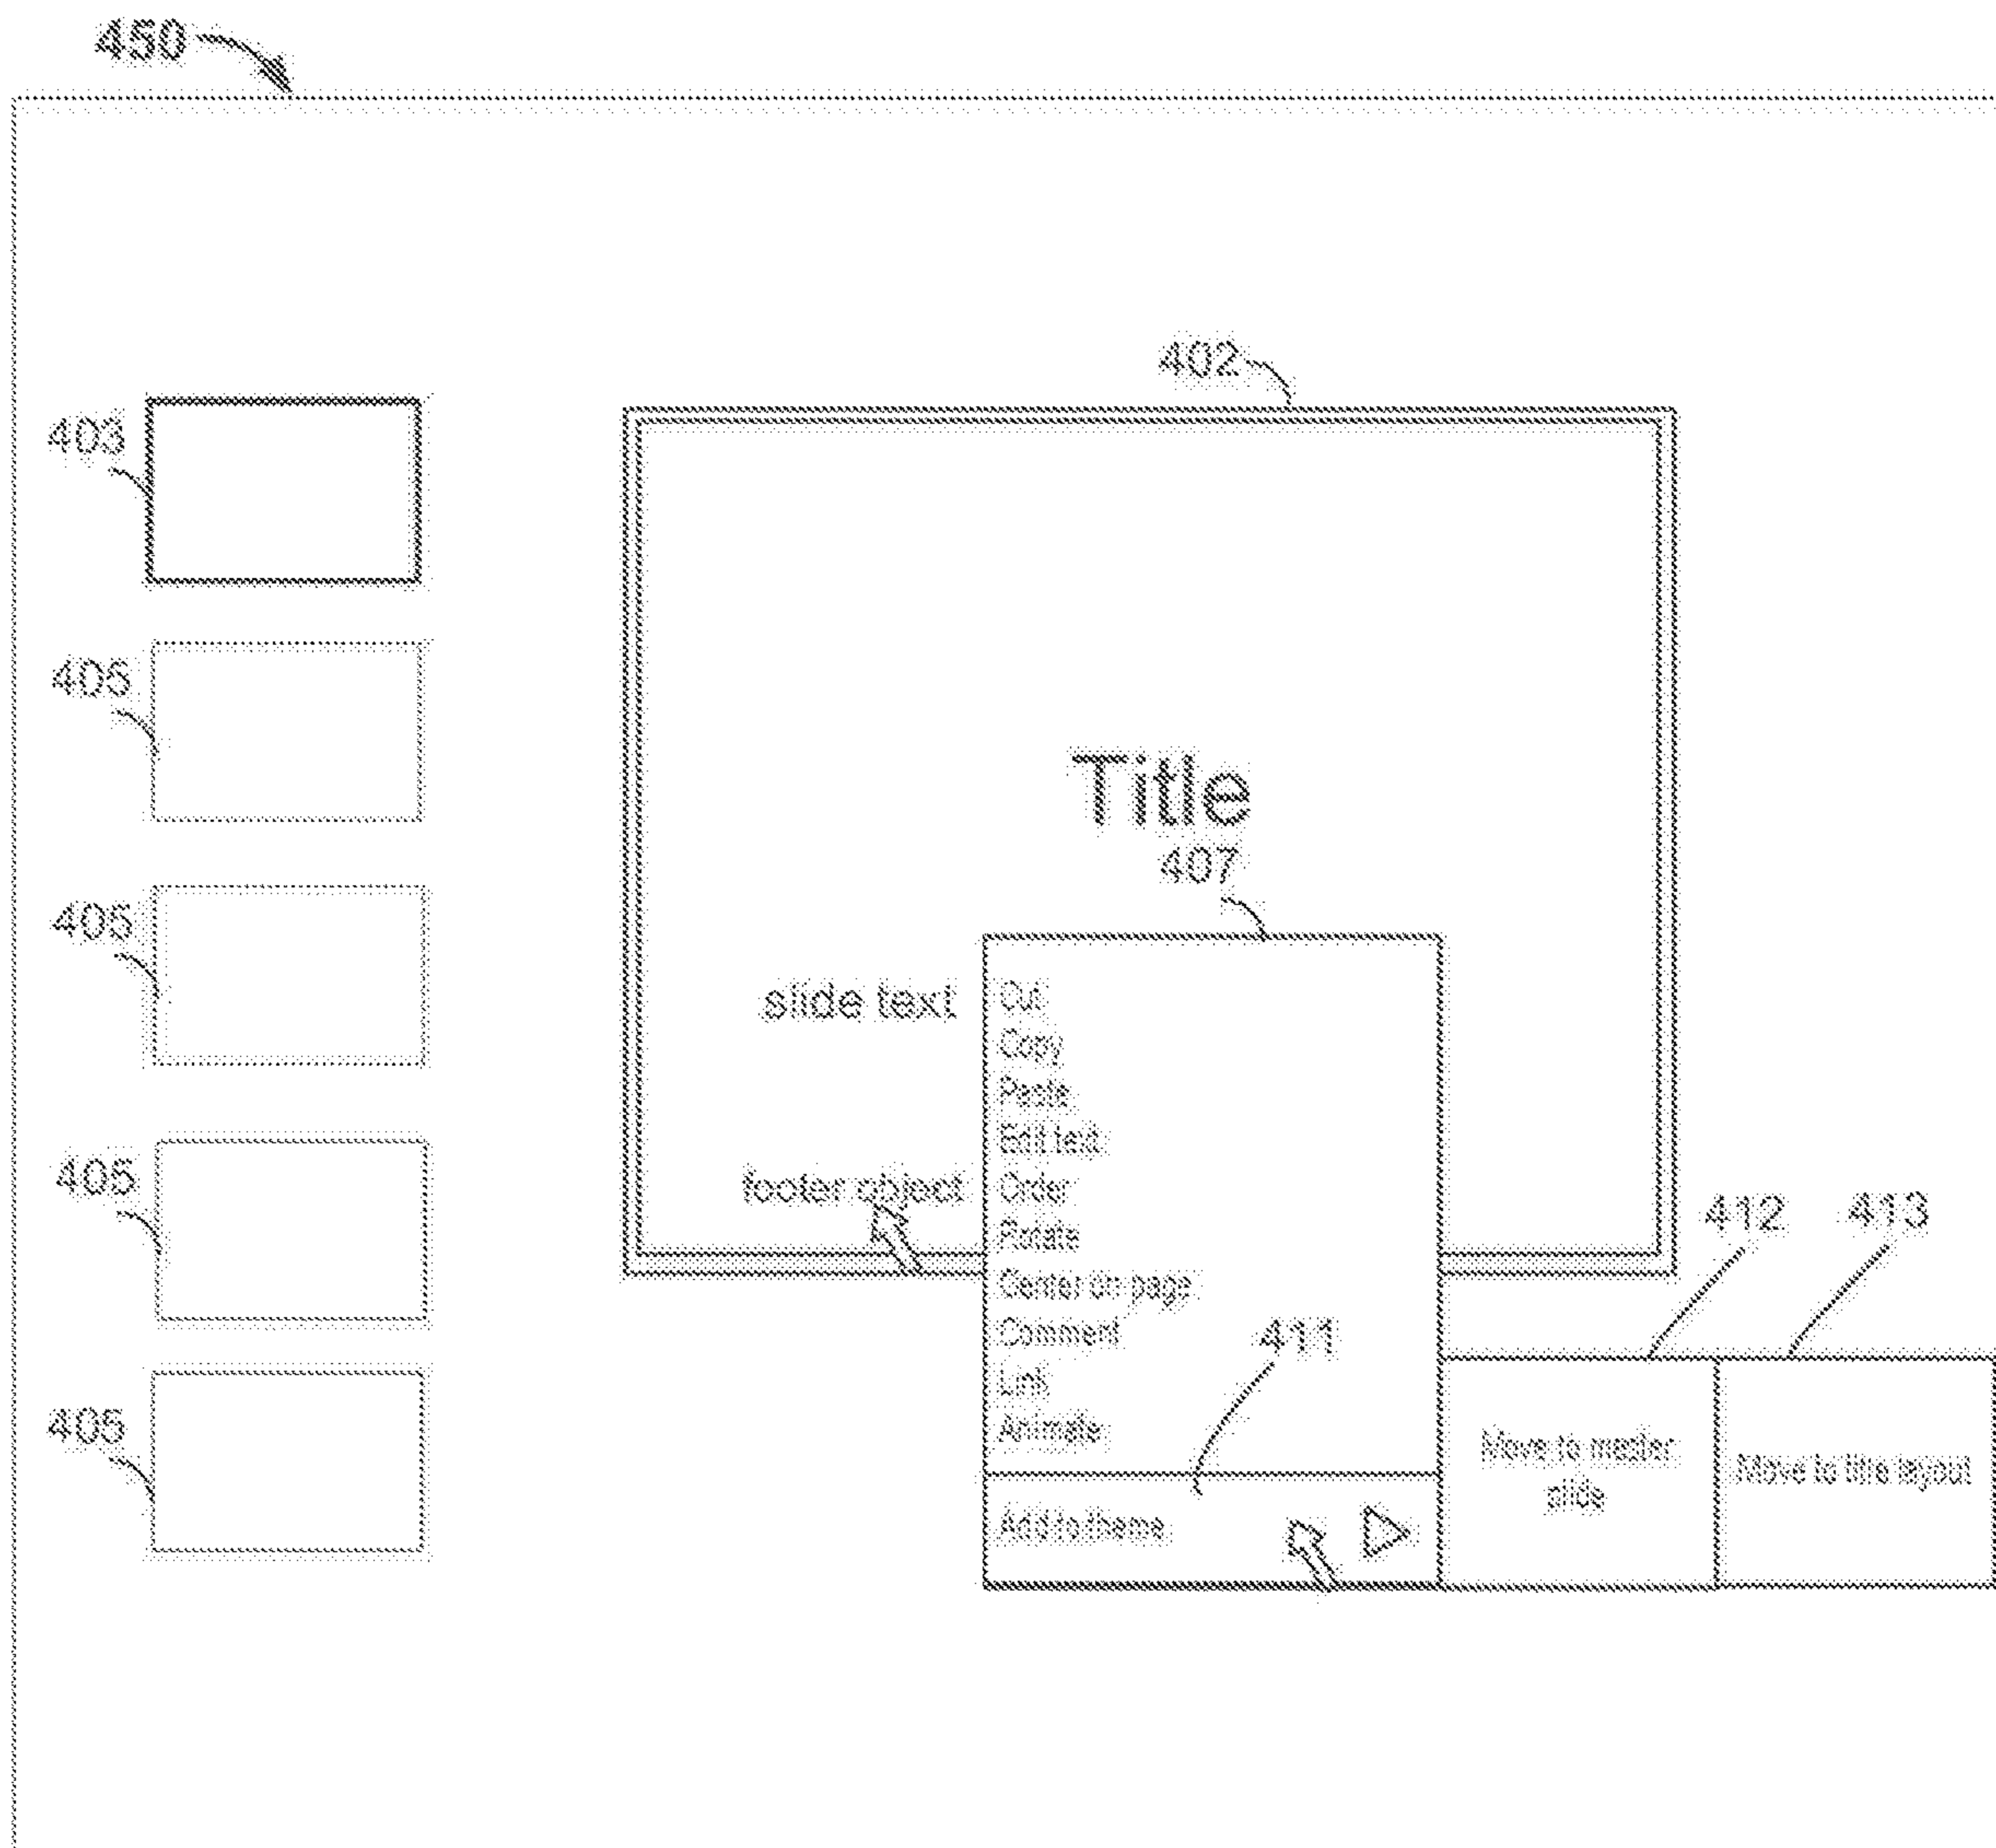 450
402
403
405
Title
407
405
slide text
Cut
Copy
Paste
Edit text
footer object
Order
Rotate
405
412
413
Center on page
Comment
411
Link
Animate
405
Move to master
slide
Move to title layout
Add to theme